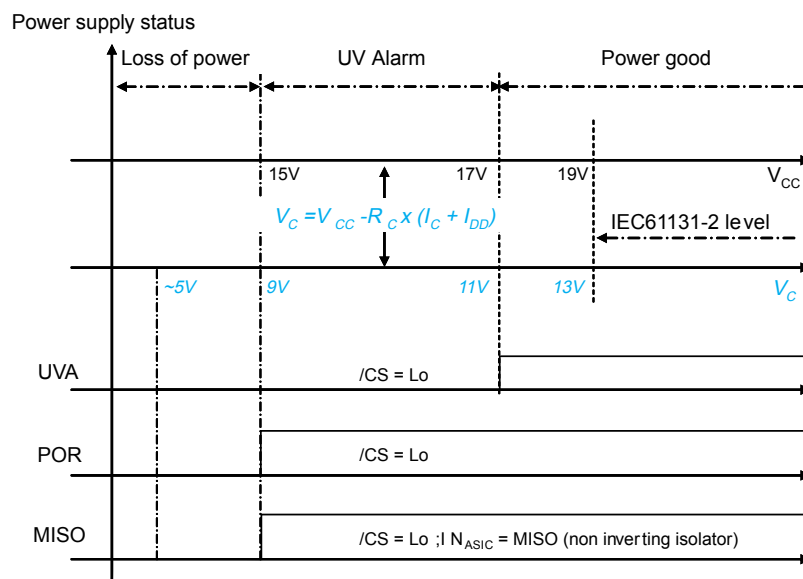 Power supply status
Loss of power UV Alarm Power good
15V 17V 19V VCC
VC =VCC -RC x (IC + IDD)
IEC61131-2 level
~5V 9V 11V 13V VC
UVA /CS = Lo
POR /CS = Lo
MISO /CS = Lo ;I NASIC = MISO (non inverting isolator)